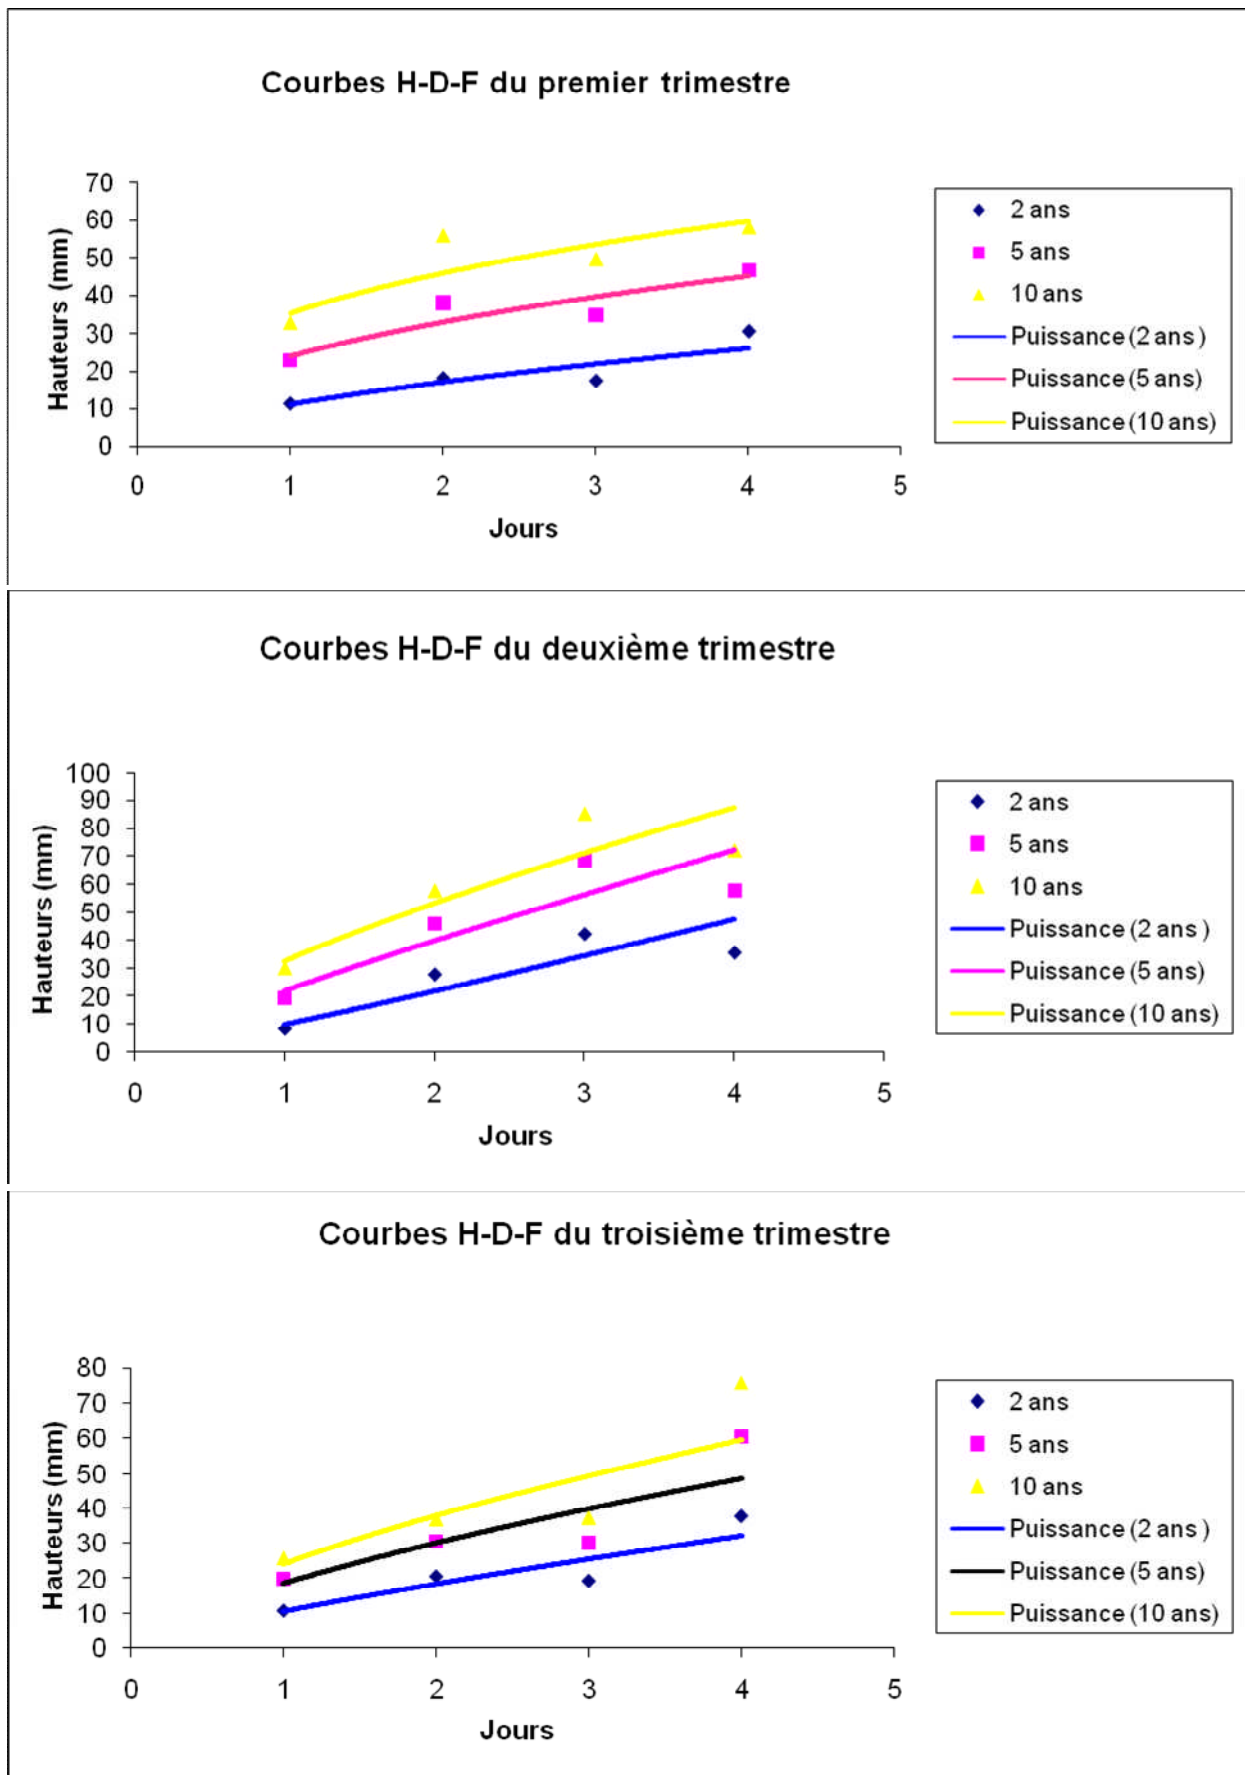 Courbes H-D-F du premier trimestre
Hauteurs (mm)
70
60
50
40
30
20
10
0
0 1 2 3 4 5
Jours
2 ans
5 ans
10 ans
Puissance (2 ans )
Puissance (5 ans)
Puissance (10 ans)
Courbes H-D-F du deuxième trimestre
Hauteurs (mm)
100
90
80
70
60
50
40
30
20
10
0
0 1 2 3 4 5
Jours
2 ans
5 ans
10 ans
Puissance (2 ans )
Puissance (5 ans)
Puissance (10 ans)
Courbes H-D-F du troisième trimestre
Hauteurs (mm)
80
70
60
50
40
30
20
10
0
0 1 2 3 4 5
Jours
2 ans
5 ans
10 ans
Puissance (2 ans )
Puissance (5 ans)
Puissance (10 ans)